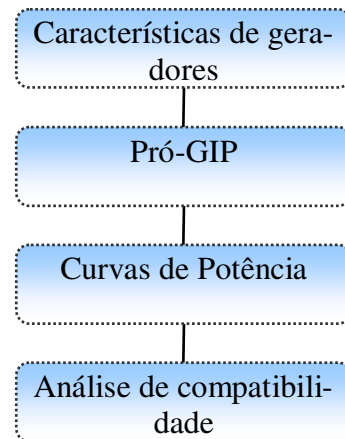 Características de gera-
dores
Pró-GIP
Curvas de Potência
Análise de compatibili-
dade